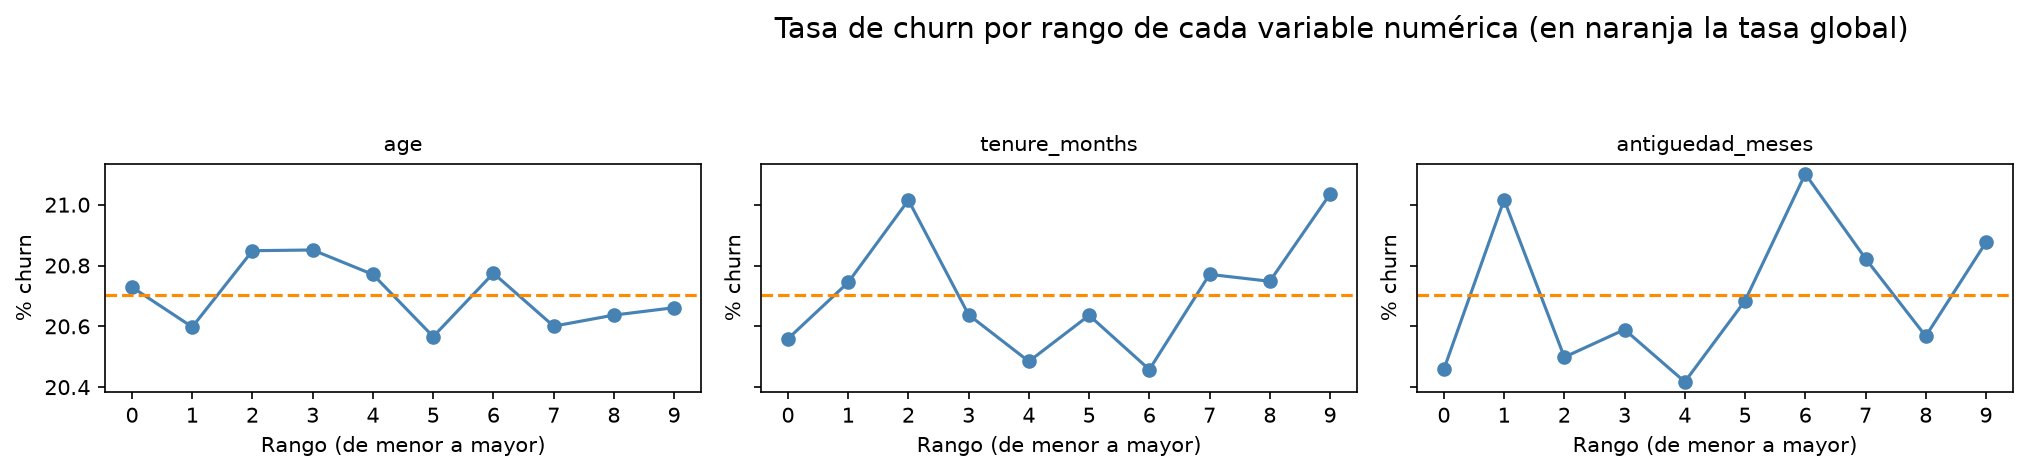 Tasa de churn por rango de cada variable numérica (en naranja la tasa global)
age
% churn
21.0
20.8
20.6
20.4
0 1 2 3 4 5 6 7 8 9
Rango (de menor a mayor)
tenure_months
% churn
0 1 2 3 4 5 6 7 8 9
Rango (de menor a mayor)
antiguedad_meses
% churn
0 1 2 3 4 5 6 7 8 9
Rango (de menor a mayor)